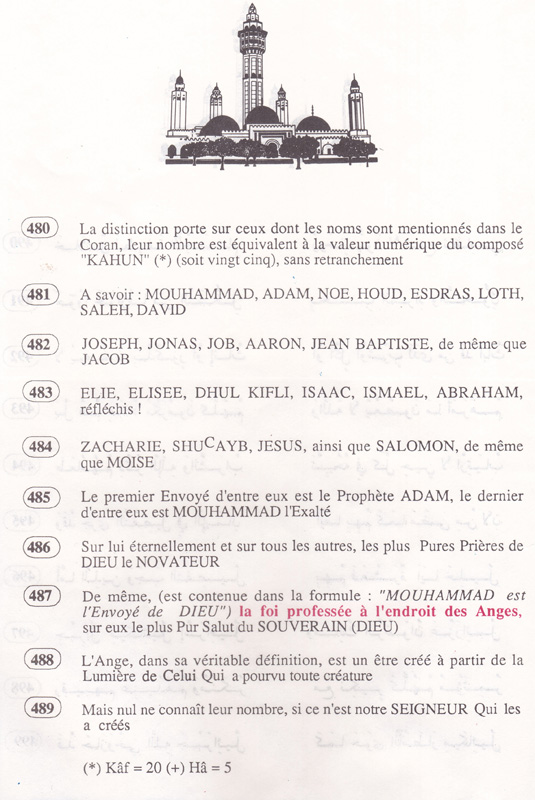 480 La distinction porte sur ceux dont les noms sont mentionnés dans le
Coran, leur nombre est équivalent à la valeur numérique du composé
"KAHUN" (*) (soit vingt cinq), sans retranchement
481 A savoir : MOUHAMMAD, ADAM, NOE, HOUD, ESDRAS, LOTH,
SALEH, DAVID
482 JOSEPH, JONAS, JOB, AARON, JEAN BAPTISTE, de même que
JACOB
483 ELIE, ELISEE, DHUL KIFLI, ISAAC, ISMAEL, ABRAHAM,
réfléchis !
484 ZACHARIE, SHUCAYB, JESUS, ainsi que SALOMON, de même
que MOISE
485 Le premier Envoyé d'entre eux est le Prophète ADAM, le dernier
d'entre eux est MOUHAMMAD l'Exalté
486 Sur lui éternellement et sur tous les autres, les plus Pures Prières de
DIEU le NOVATEUR
487 De même, (est contenue dans la formule : "MOUHAMMAD est
l'Envoyé de DIEU") la foi professée à l'endroit des Anges,
sur eux le plus Pur Salut du SOUVERAIN (DIEU)
488 L'Ange, dans sa véritable définition, est un être créé à partir de la
Lumière de Celui Qui a pourvu toute créature
489 Mais nul ne connaît leur nombre, si ce n'est notre SEIGNEUR Qui les
a créés
(*) Kâf = 20 (+) Hâ = 5